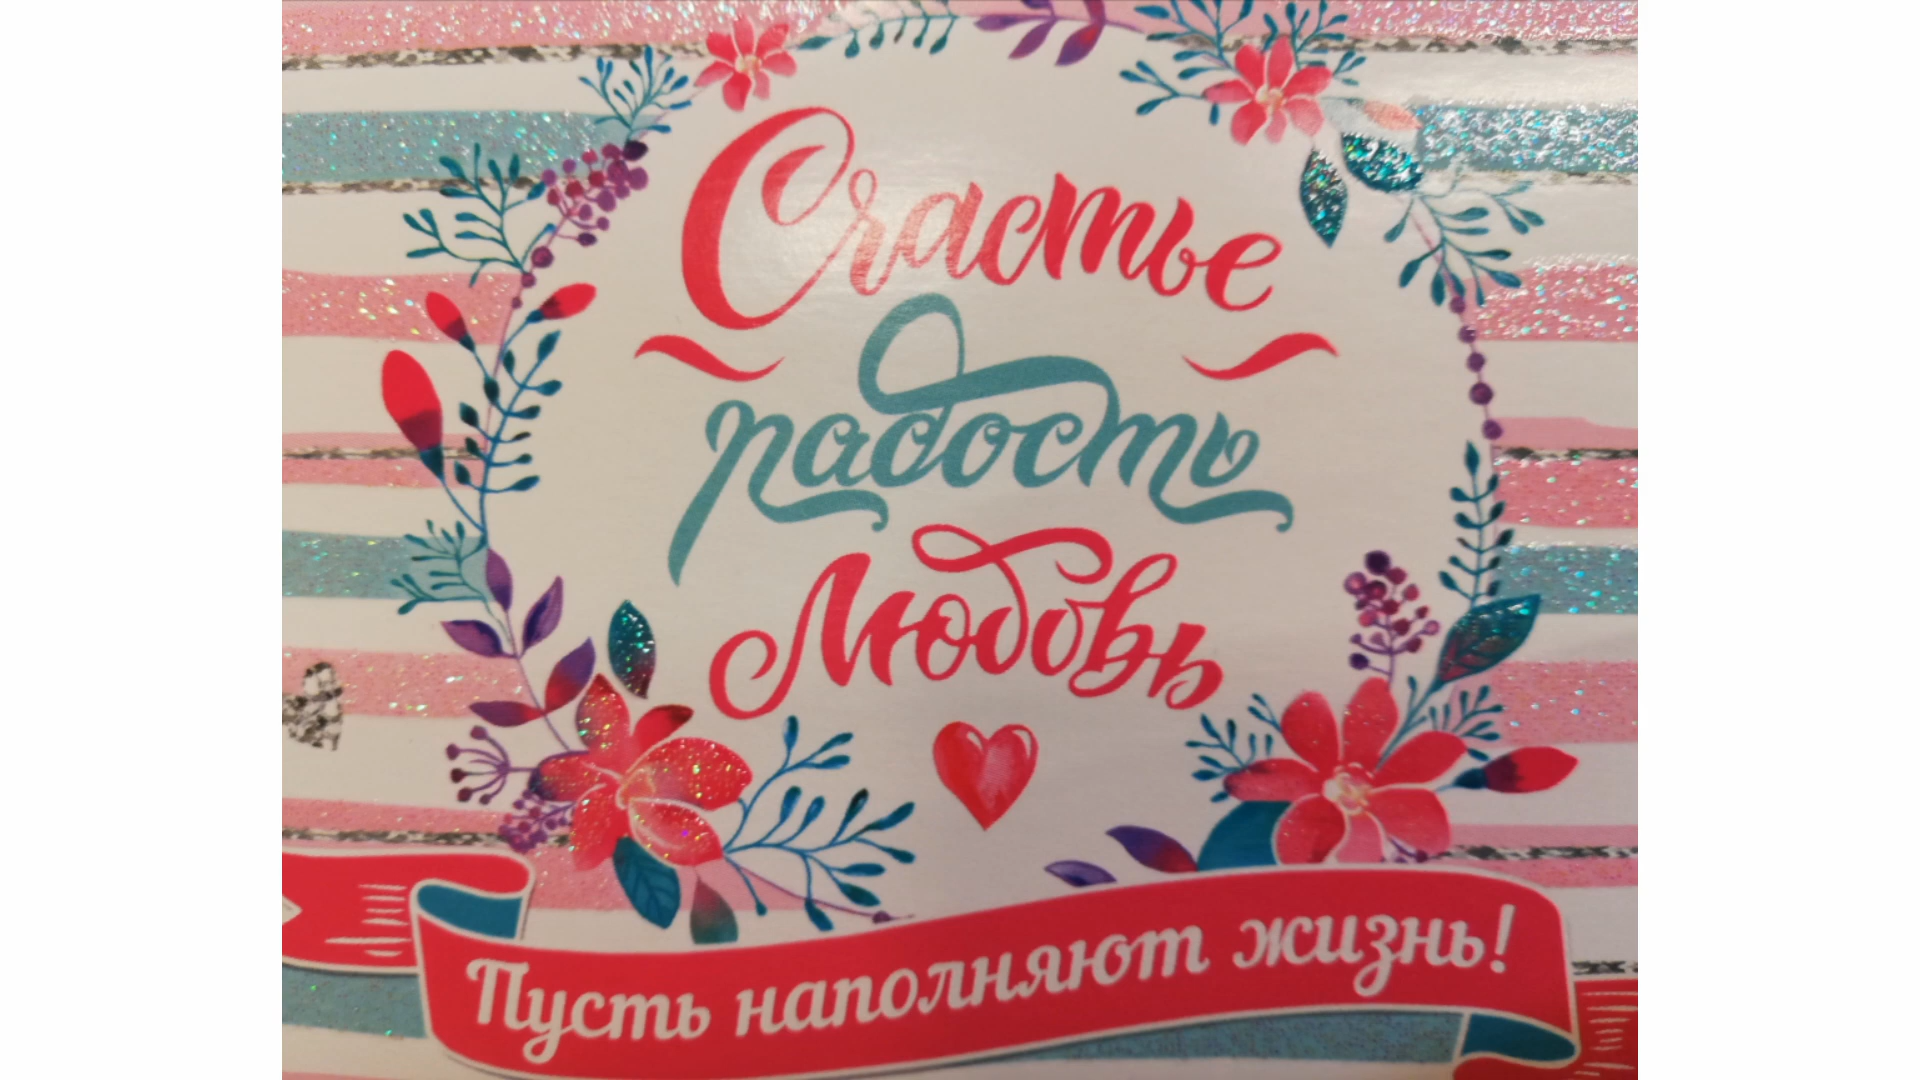 Счастье
радость
Любовь
Пусть наполняют жизнь!